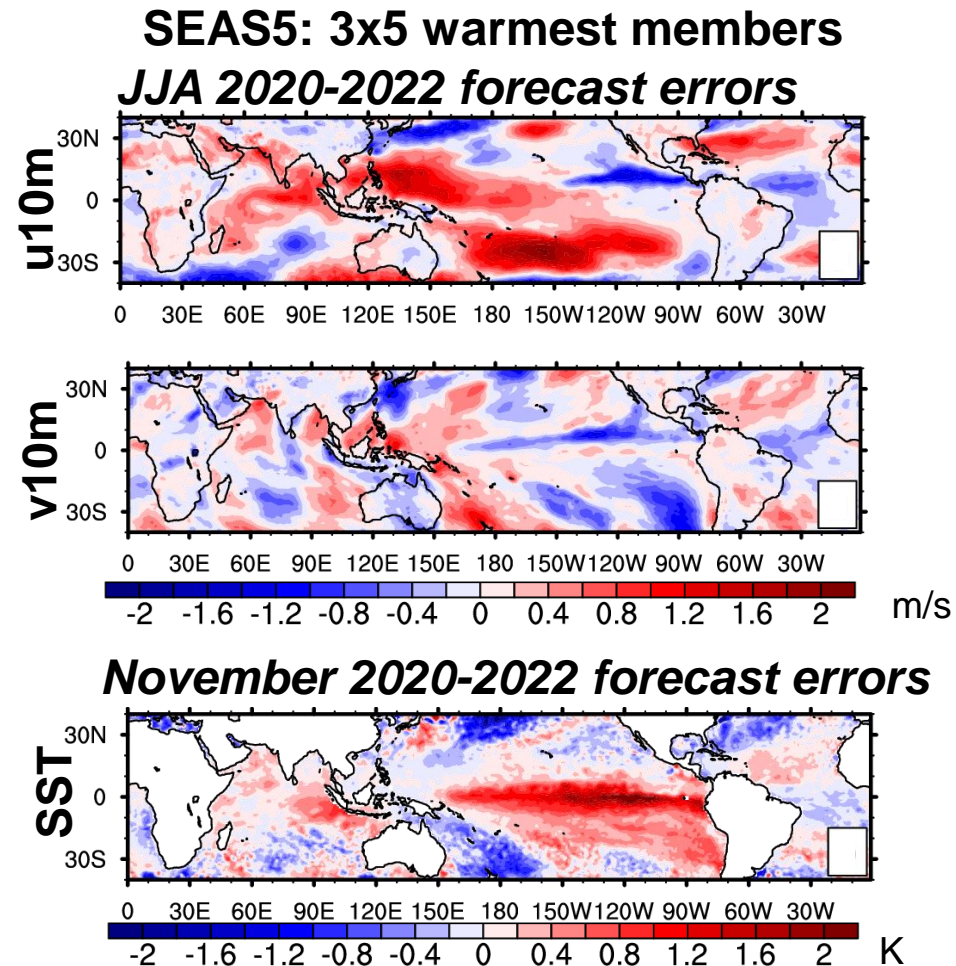 SEAS5: 3x5 warmest members
JJA 2020-2022 forecast errors
u10m
30N
0
30S
0 30E 60E 90E 120E 150E 180 150W 120W 90W 60W 30W
v10m
30N
0
30S
0 30E 60E 90E 120E 150E 180 150W 120W 90W 60W 30W
-2 -1.6 -1.2 -0.8 -0.4 0 0.4 0.8 1.2 1.6 2 m/s
November 2020-2022 forecast errors
SST
30N
0
30S
0 30E 60E 90E 120E 150E 180 150W 120W 90W 60W 30W
-2 -1.6 -1.2 -0.8 -0.4 0 0.4 0.8 1.2 1.6 2 K